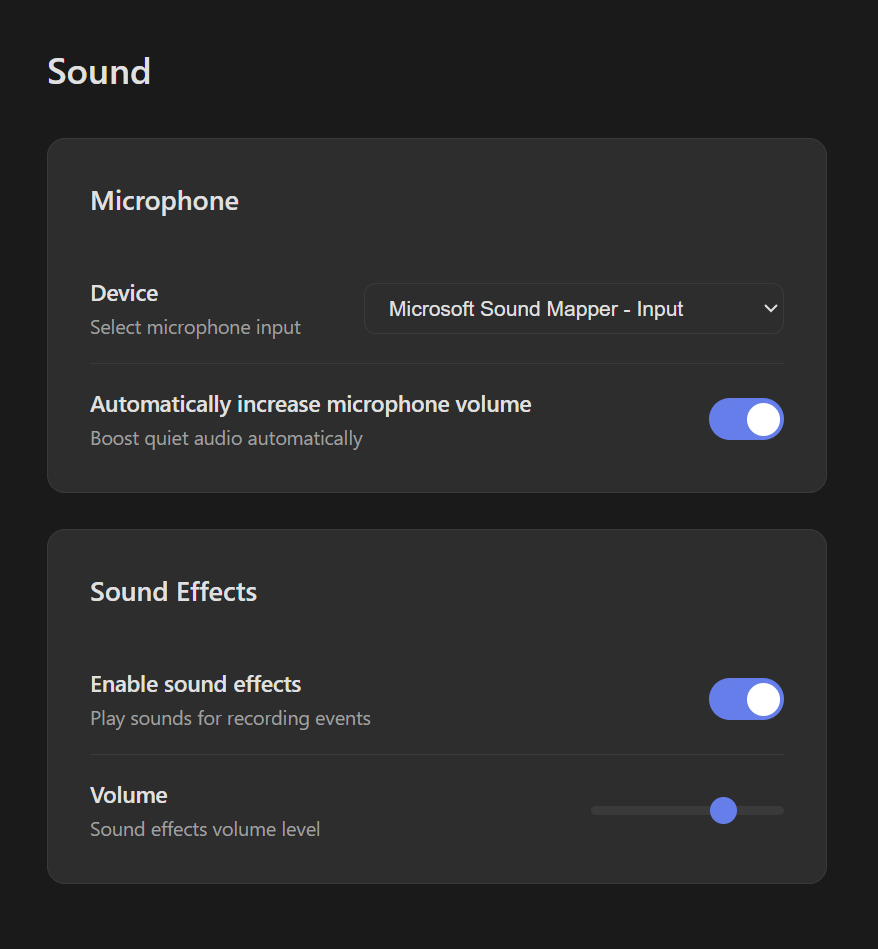 Sound
Microphone
Device
Select microphone input
Microsoft Sound Mapper - Input
Automatically increase microphone volume
Boost quiet audio automatically
Sound Effects
Enable sound effects
Play sounds for recording events
Volume
Sound effects volume level